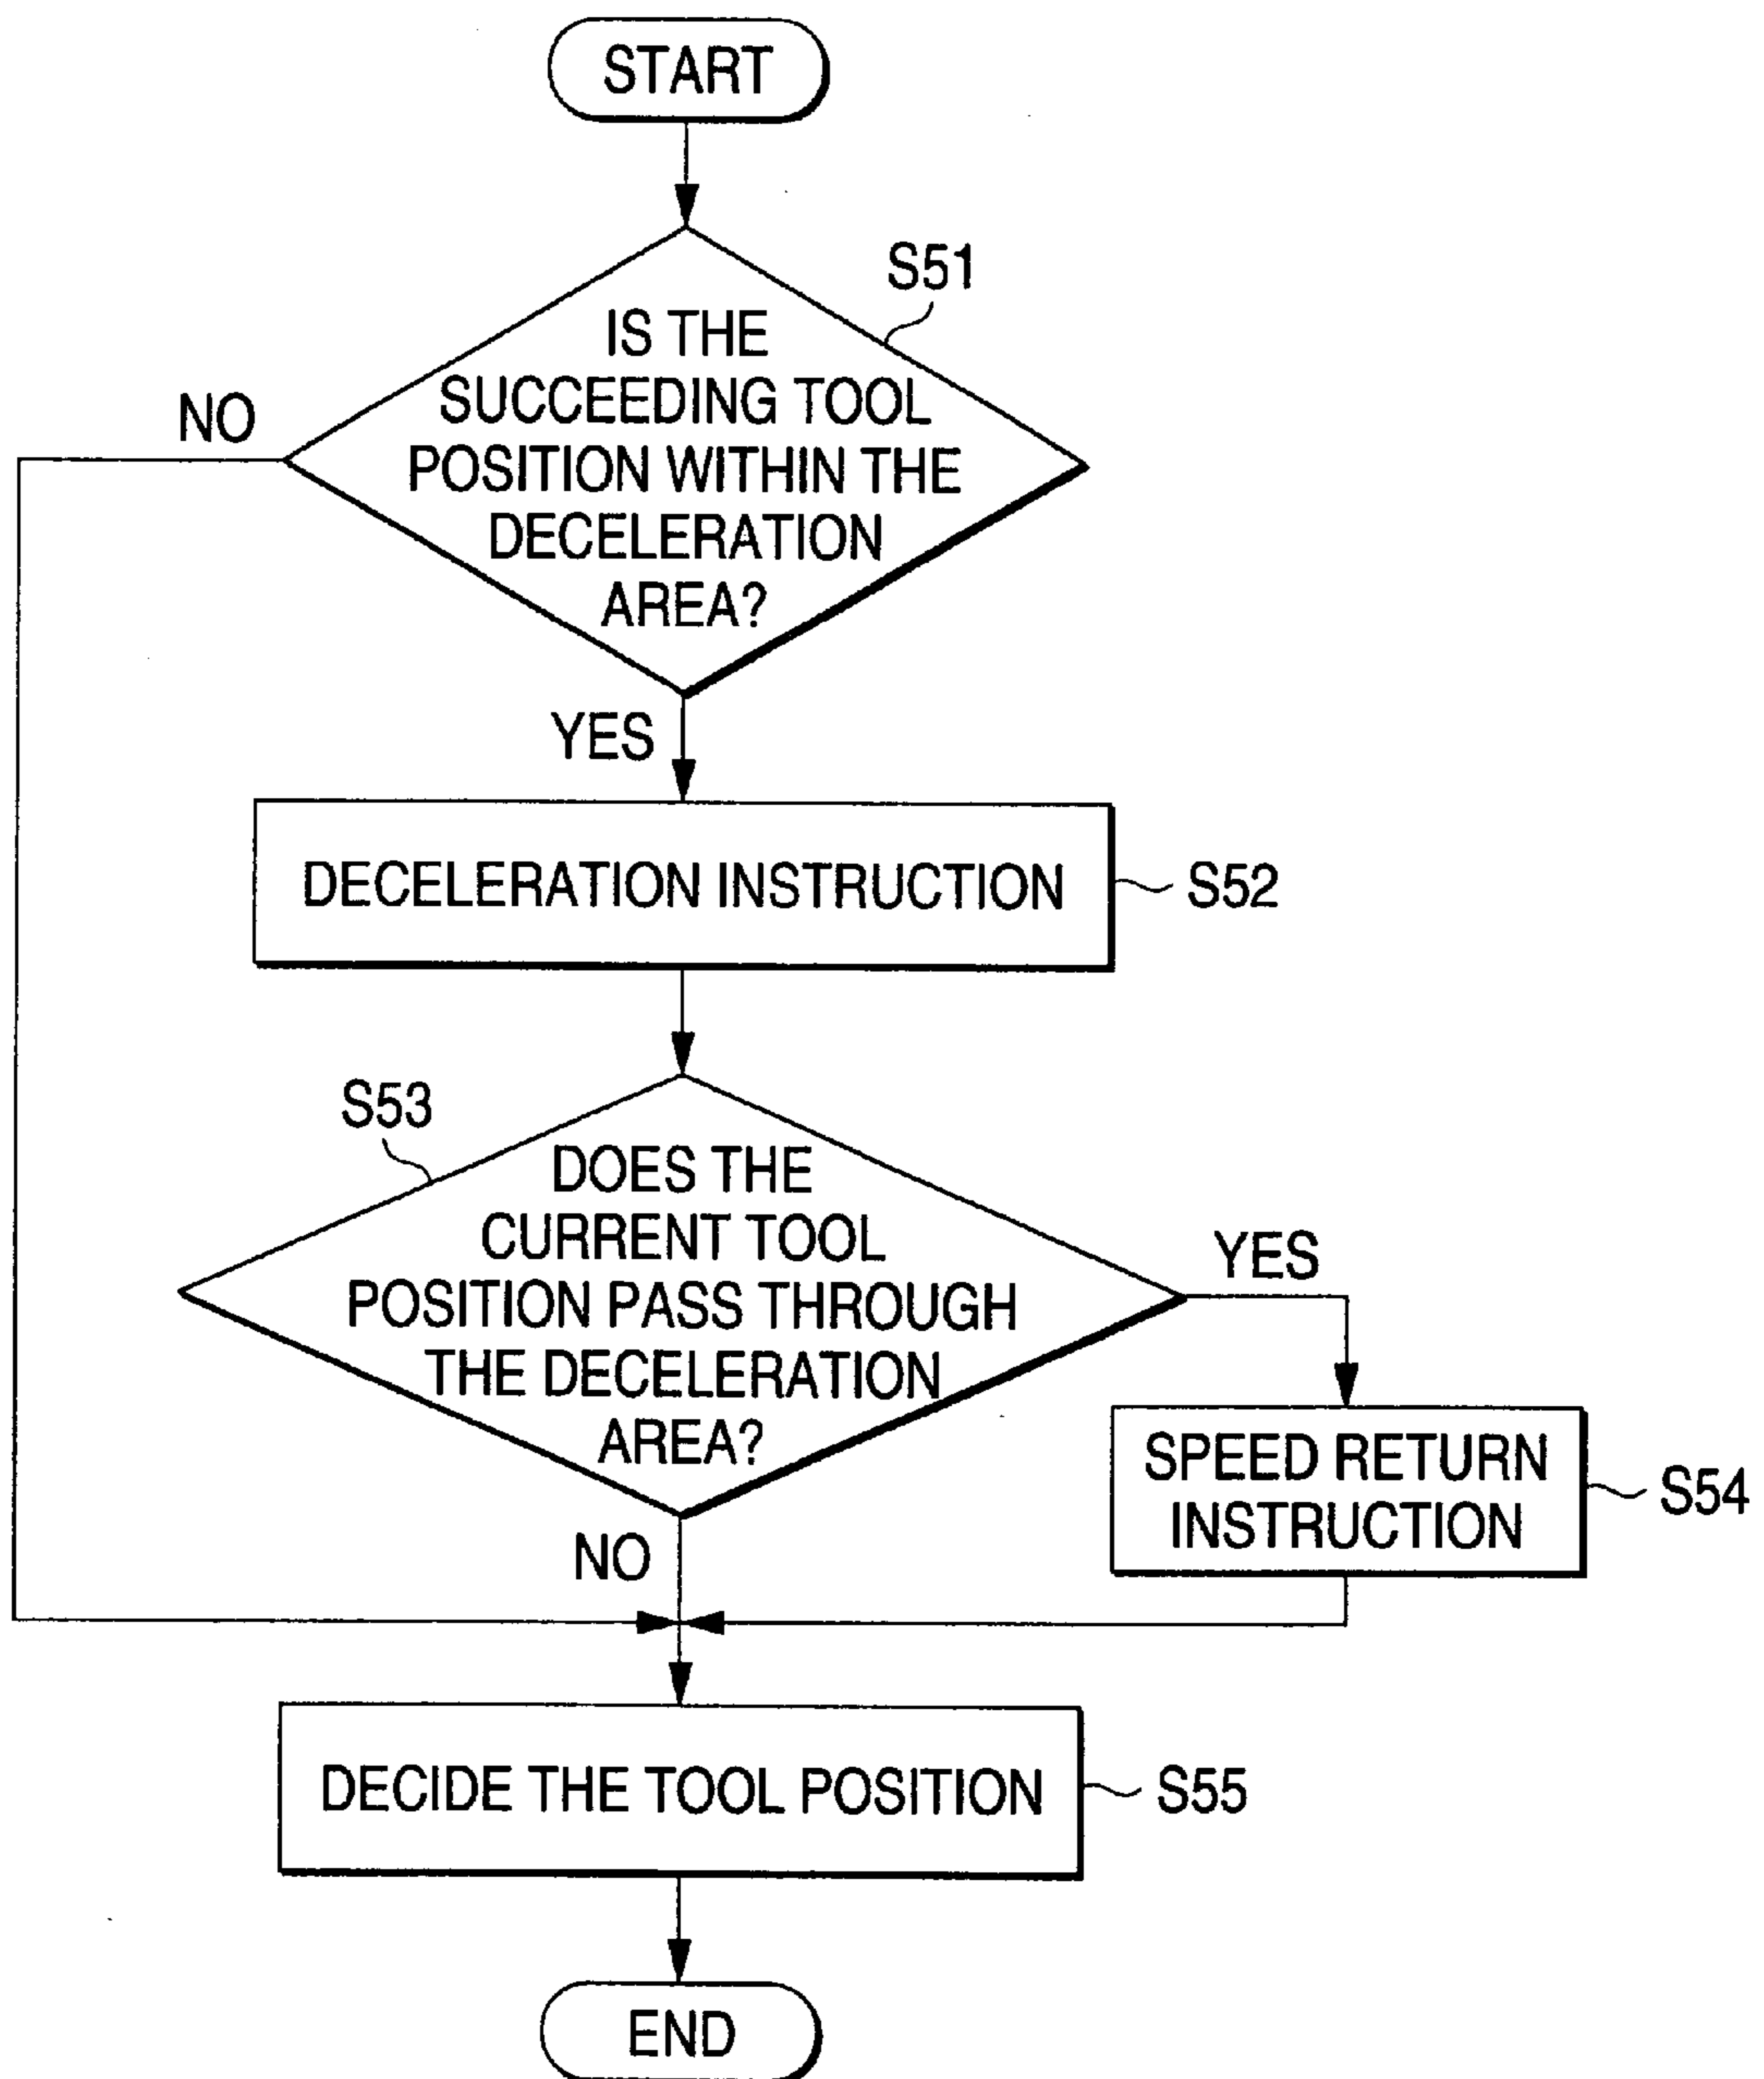 START
S51
IS THE
SUCCEEDING TOOL
POSITION WITHIN THE
DECELERATION
AREA?
NO
YES
DECELERATION INSTRUCTION
S52
S53
DOES THE
CURRENT TOOL
POSITION PASS THROUGH
THE DECELERATION
AREA?
YES
SPEED RETURN
INSTRUCTION
S54
NO
DECIDE THE TOOL POSITION
S55
END